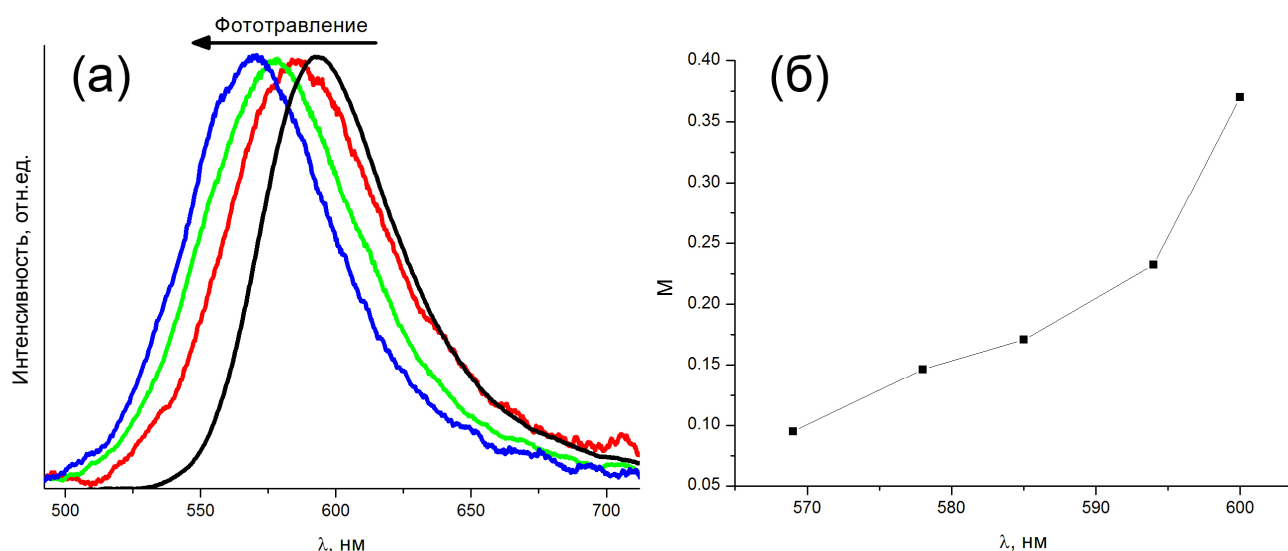 Фототравление
(а)
Интенсивность, отн.ед.
500
550
600
650
700
λ, нм
(б)
0.40
0.35
0.30
0.25
0.20
0.15
0.10
0.05
М
570
580
590
600
λ, нм